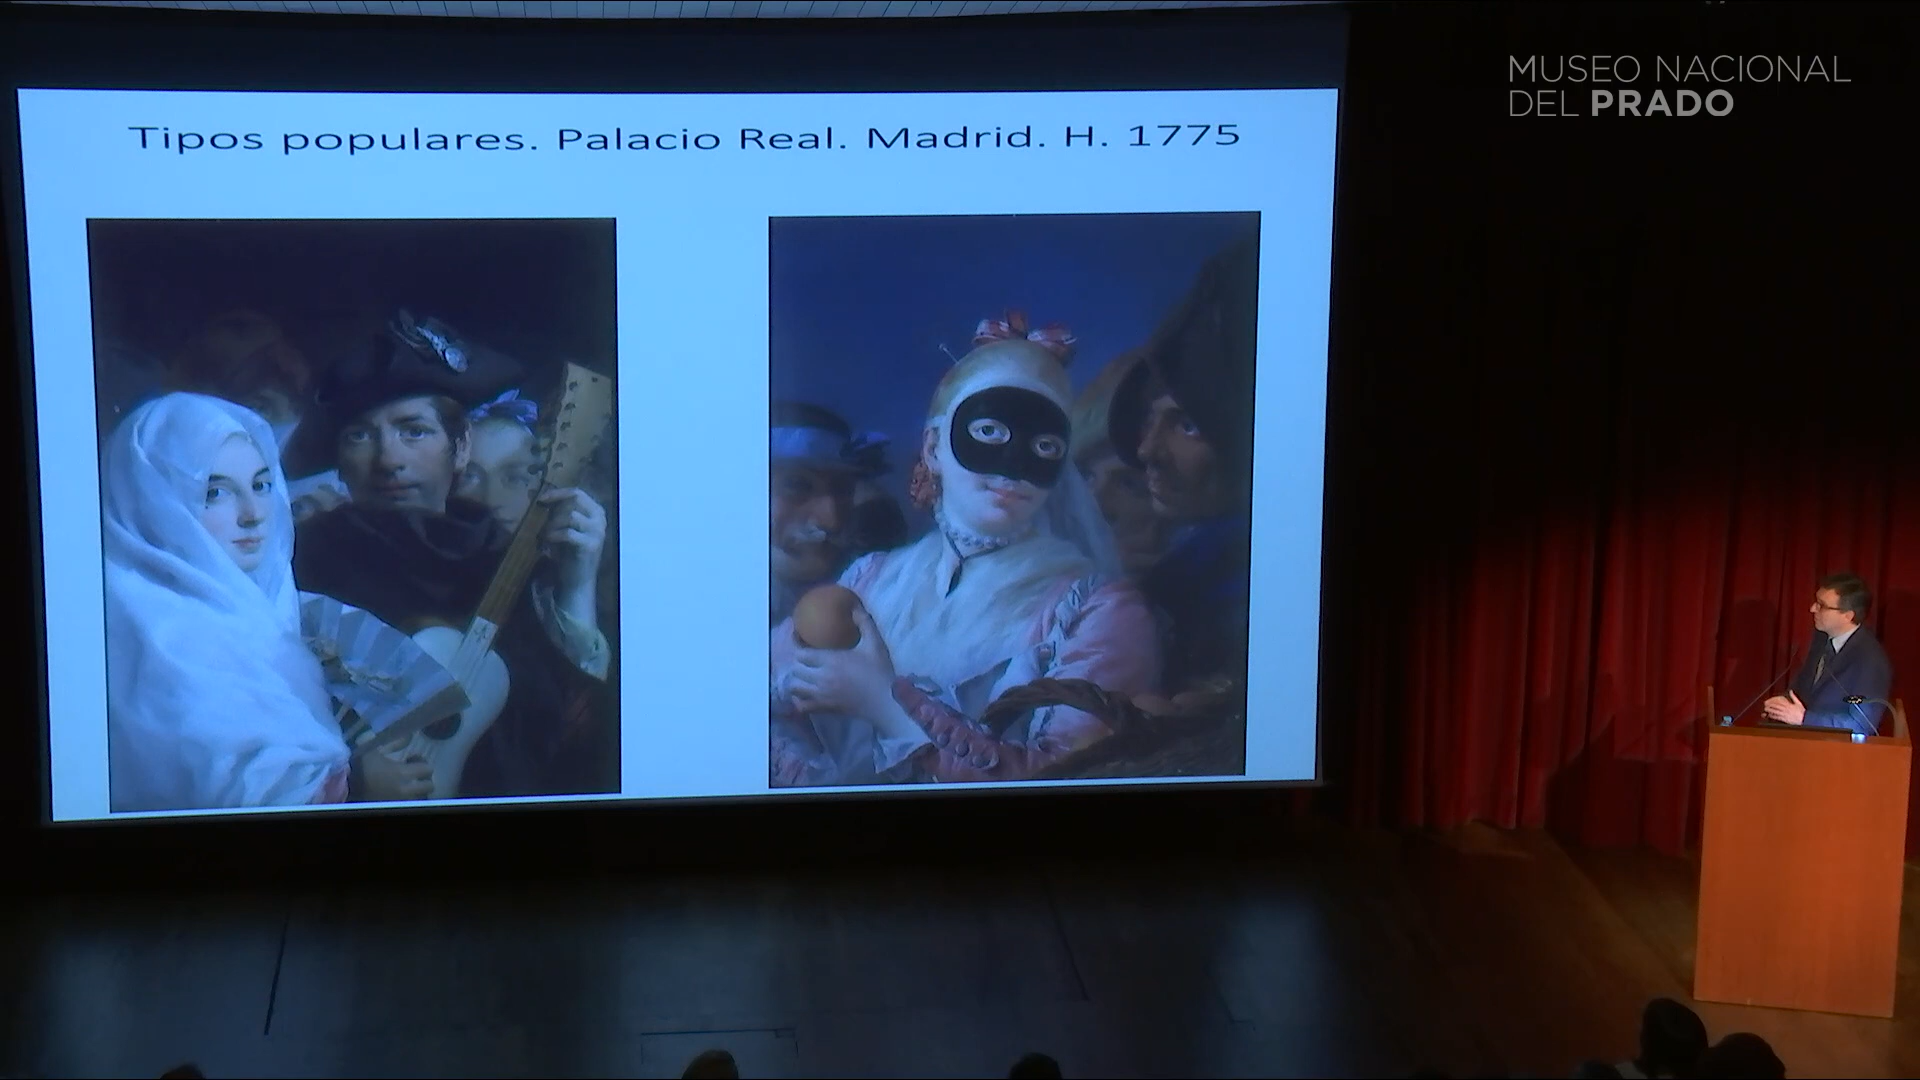 MUSEO NACIONAL
DEL PRADO
Tipos populares. Palacio Real. Madrid. H. 1775